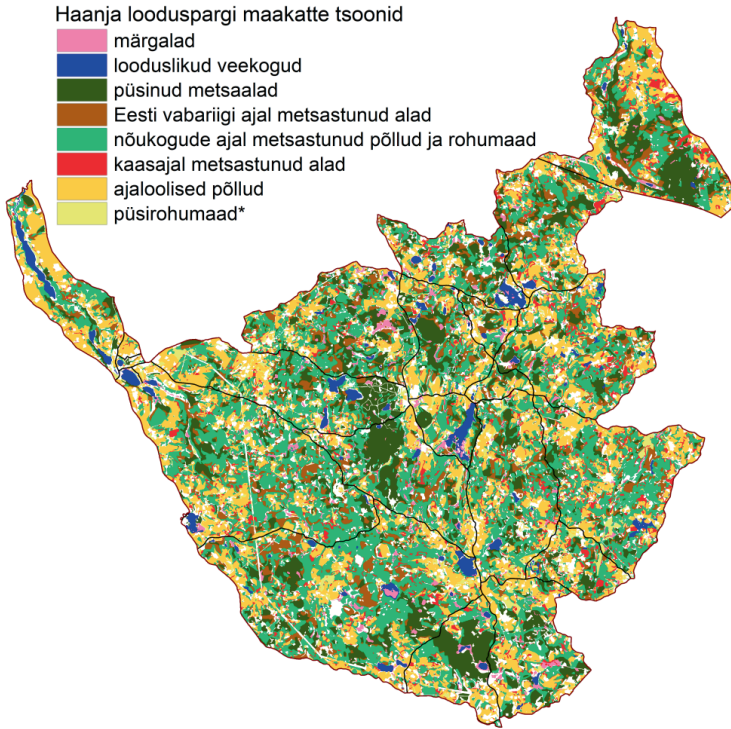 Haanja looduspargi maakatte tsoonid
märgalad
looduslikud veekogud
püsinud metsaalad
Eesti vabariigi ajal metsastunud alad
nõukogude ajal metsastunud põllud ja rohumaad
kaasajal metsastunud alad
ajaloolised põllud
püsirohumaad*